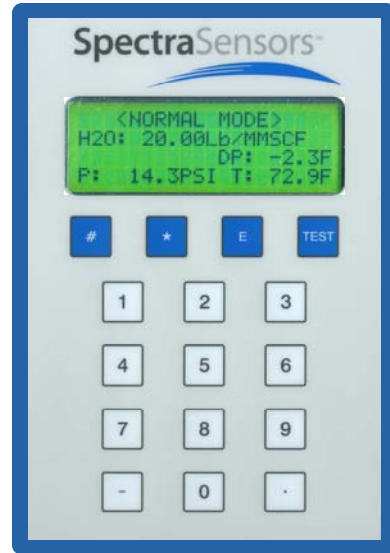 SpectraSensors™
<NORMAL MODE>
H2O: 20.00Lb/MMSCF
DP: -2.3F
P: 14.3PSI T: 72.9F
# * E TEST
1 2 3
4 5 6
7 8 9
- 0 .